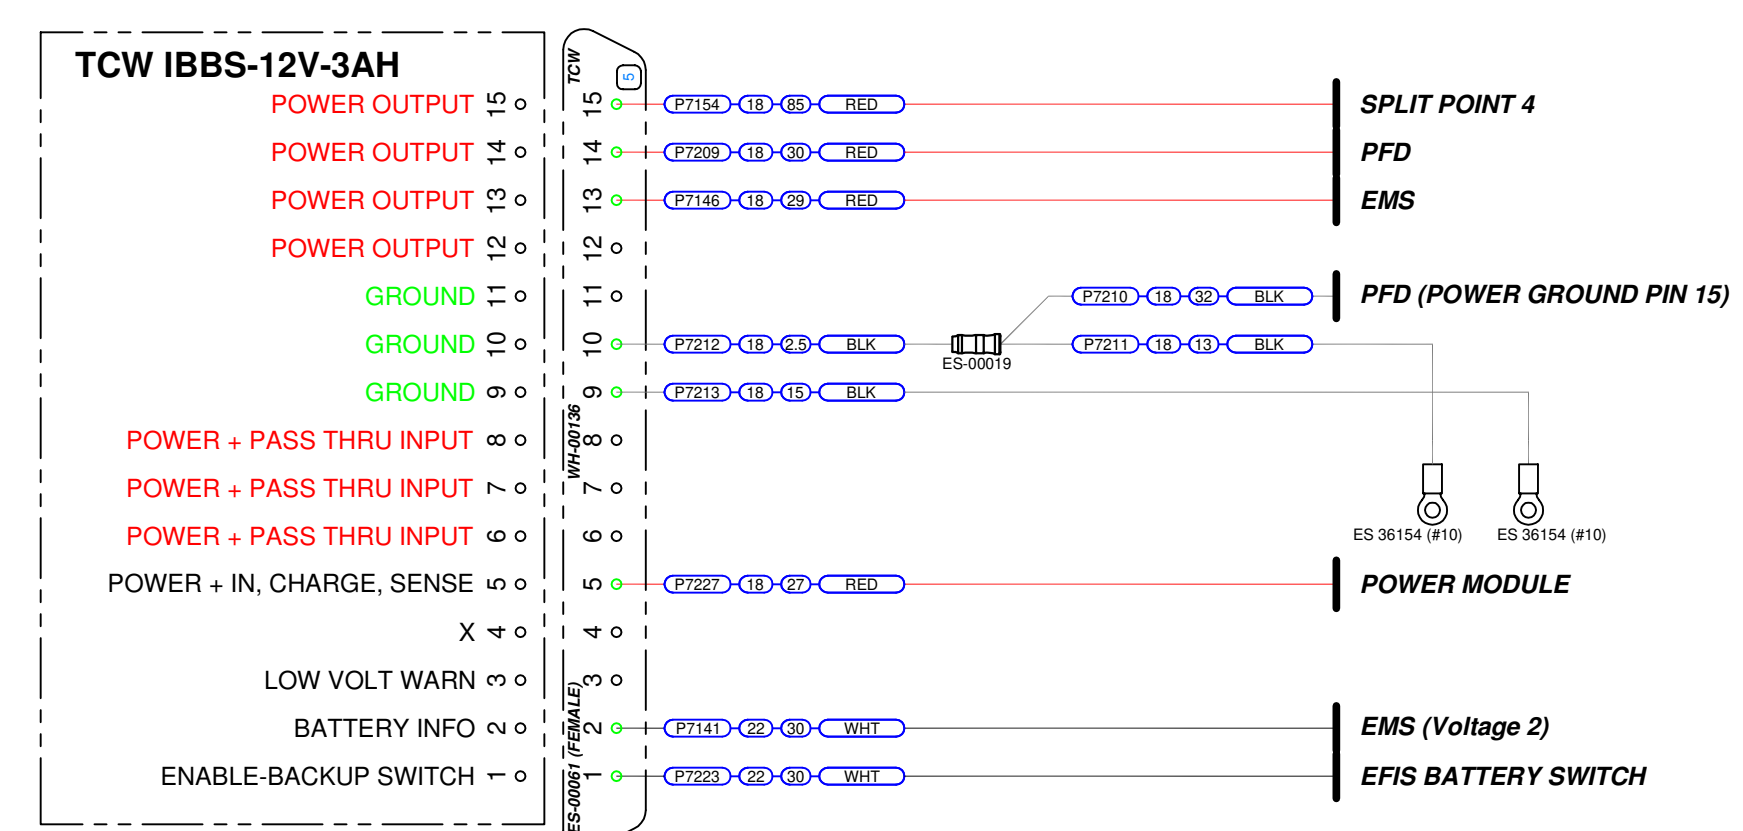 TCW IBBS-12V-3AH
TCW
5
POWER OUTPUT 15 15 P7154 18 85 RED SPLIT POINT 4
POWER OUTPUT 14 14 P7209 18 30 RED PFD
POWER OUTPUT 13 13 P7146 18 29 RED EMS
POWER OUTPUT 12 12
GROUND 11 11 P7210 18 32 BLK PFD (POWER GROUND PIN 15)
GROUND 10 10 P7212 18 2.5 BLK P7211 18 13 BLK
ES-00019
GROUND 9 9 P7213 18 15 BLK
WH-00136
POWER + PASS THRU INPUT 8 8
POWER + PASS THRU INPUT 7 7
POWER + PASS THRU INPUT 6 6
ES 36154 (#10) ES 36154 (#10)
POWER + IN, CHARGE, SENSE 5 5 P7227 18 27 RED POWER MODULE
X 4 4
LOW VOLT WARN 3 3
ES-00061 (FEMALE)
BATTERY INFO 2 2 P7141 22 30 WHT EMS (Voltage 2)
ENABLE-BACKUP SWITCH 1 1 P7223 22 30 WHT EFIS BATTERY SWITCH